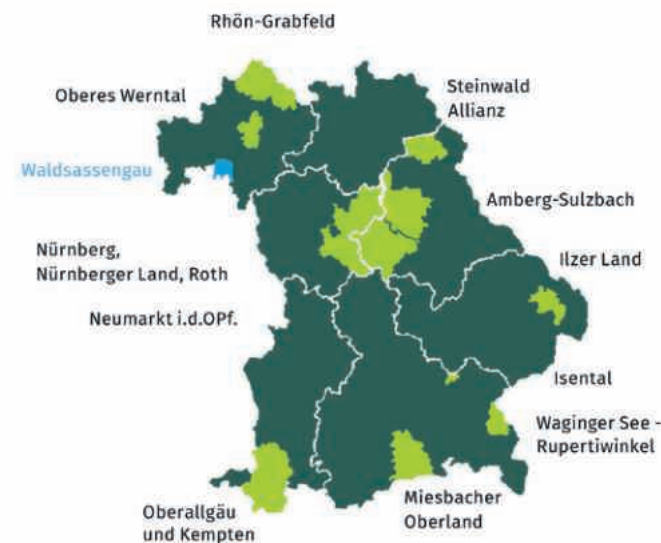 Rhön-Grabfeld
Oberes Werntal
Steinwald
Allianz
Waldsassengau
Amberg-Sulzbach
Nürnberg,
Nürnberger Land, Roth
Ilzer Land
Neumarkt i.d.OPf.
Isental
Waginger See -
Rupertiwinkel
Miesbacher
Oberland
Oberallgäu
und Kempten